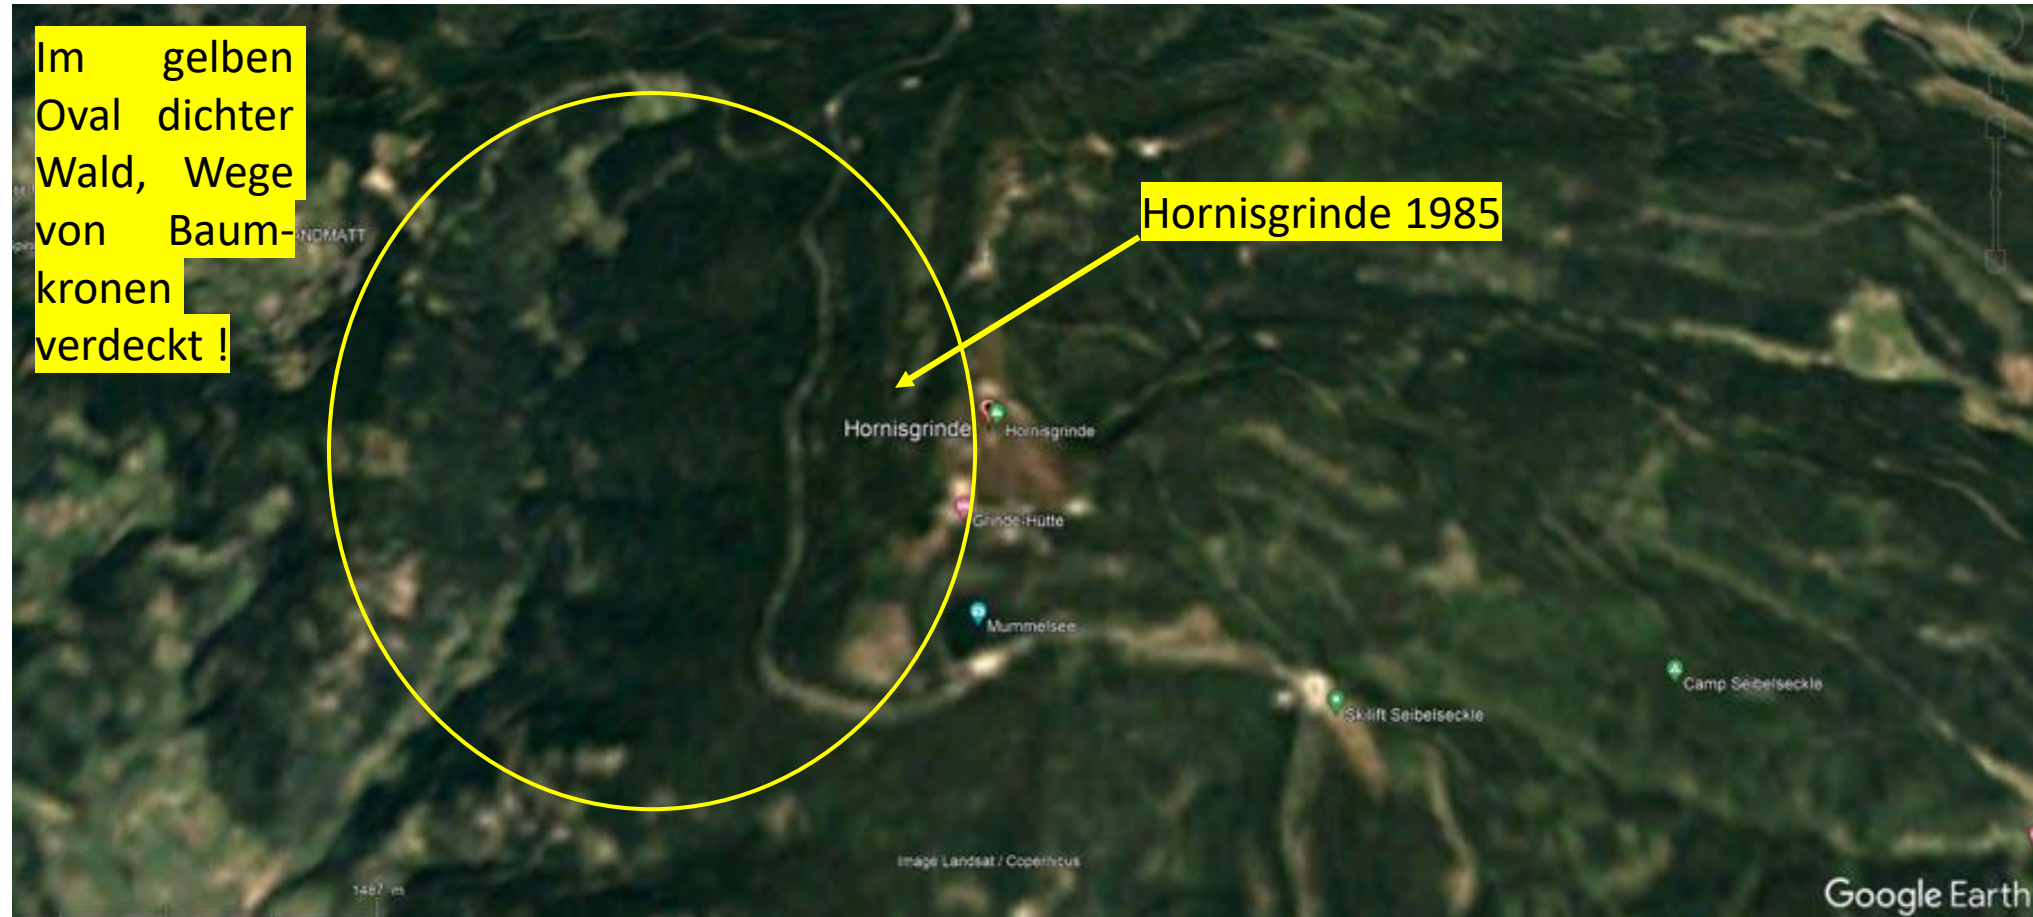 Im gelben
Oval dichter
Wald, Wege
von Baum-
kronen
verdeckt !
Hornisgrinde 1985
Hornisgrinde
Hornisgrinde
Grinde-Hütte
Mummelsee
Camp Seibelseckle
Skilift Seibelseckle
Image Landsat / Copernicus
1487 m
Google Earth